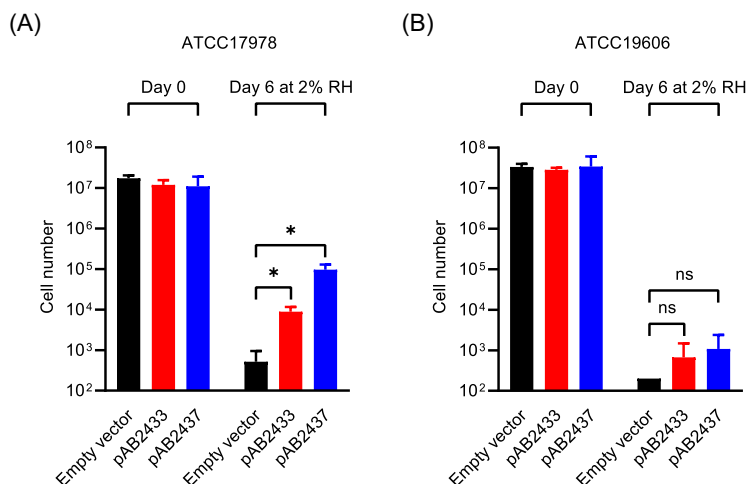 (A)
ATCC17978
Day 0
Day 6 at 2% RH
Cell number
10⁸
10⁷
10⁶
10⁵
10⁴
10³
10²
*
*
Empty vector
pAB2433
pAB2437
Empty vector
pAB2433
pAB2437
(B)
ATCC19606
Day 0
Day 6 at 2% RH
Cell number
10⁸
10⁷
10⁶
10⁵
10⁴
10³
10²
ns
ns
Empty vector
pAB2433
pAB2437
Empty vector
pAB2433
pAB2437